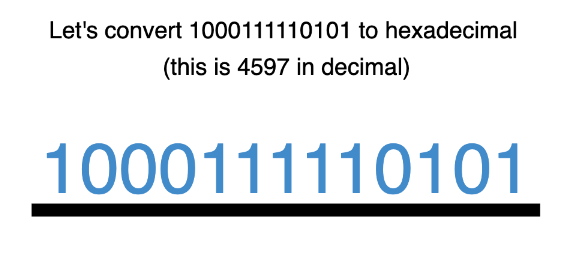 Let's convert 1000111110101 to hexadecimal
(this is 4597 in decimal)
1000111110101